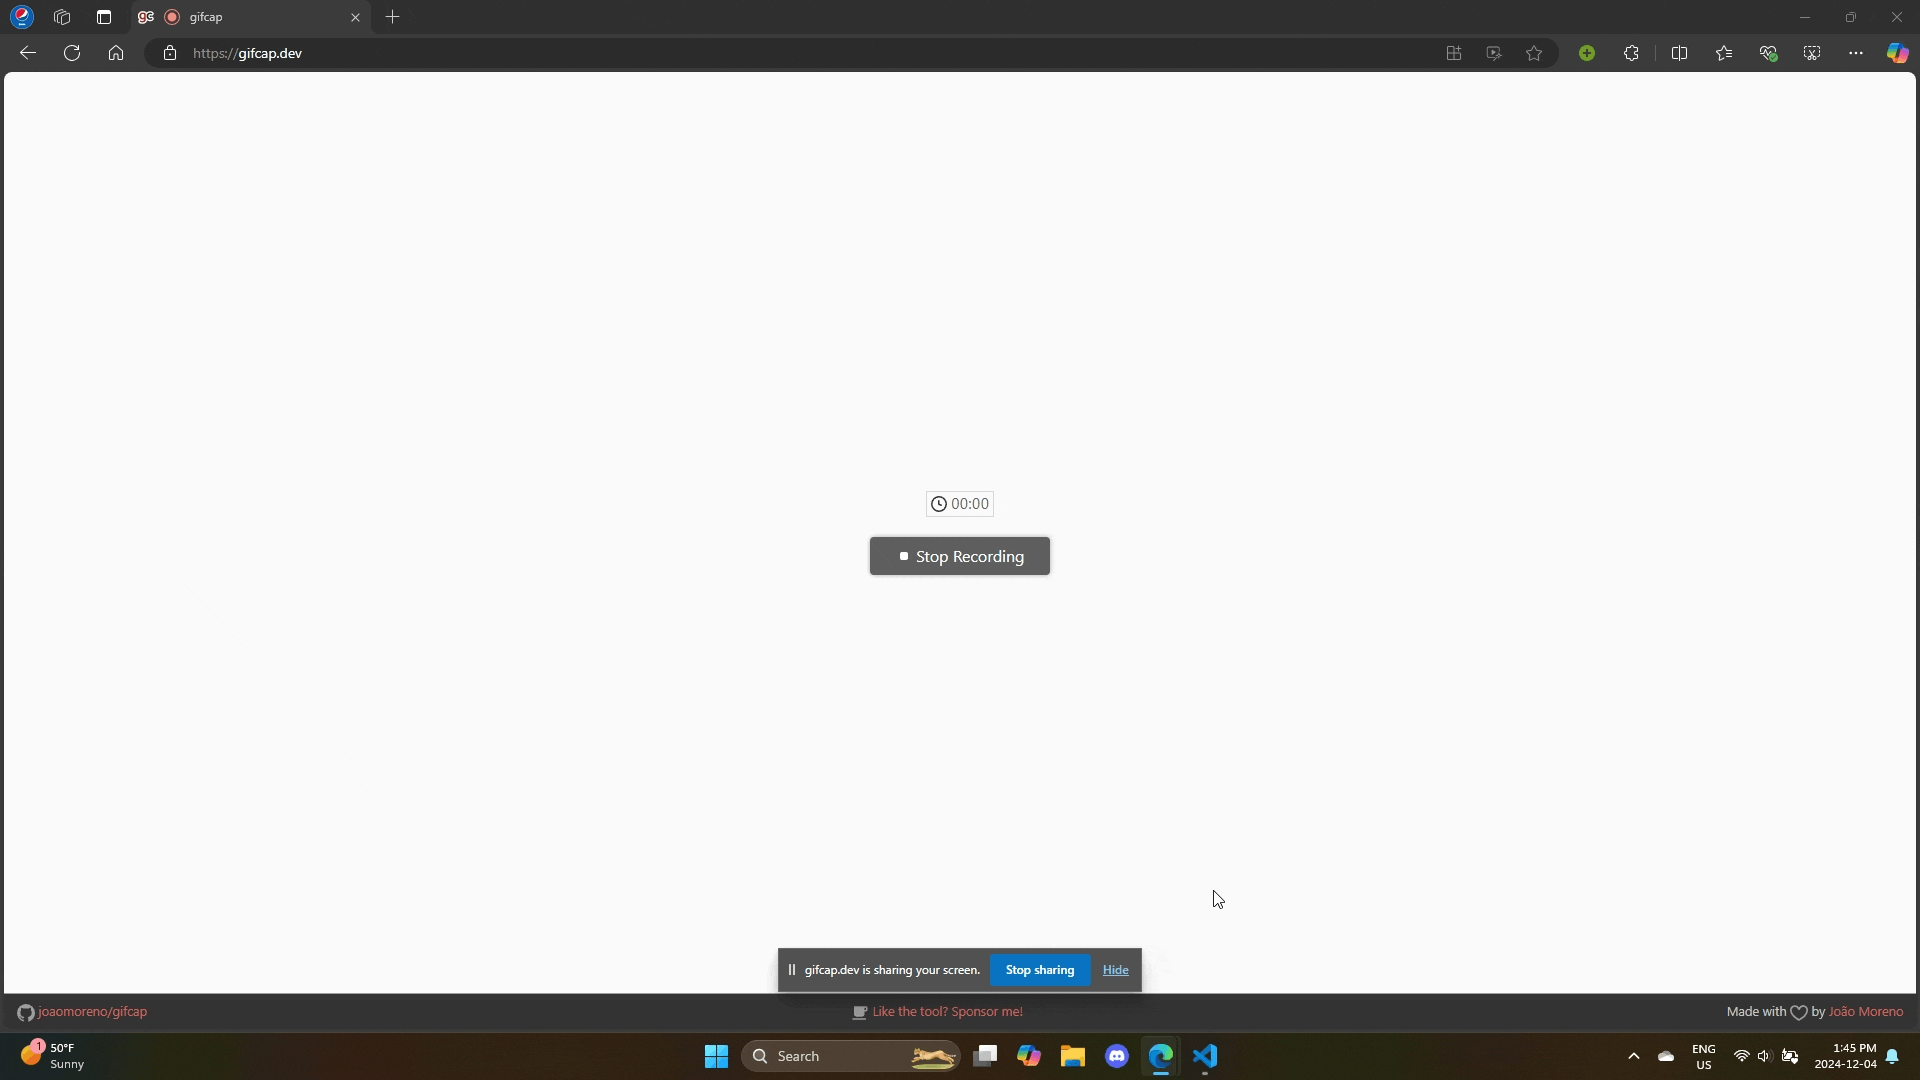 gc gifcap
https://gifcap.dev
00:00
Stop Recording
gifcap.dev is sharing your screen. Stop sharing Hide
joaomoreno/gifcap
Like the tool? Sponsor me!
Made with by João Moreno
1
50°F
Sunny
Search
ENG
US
1:45 PM
2024-12-04